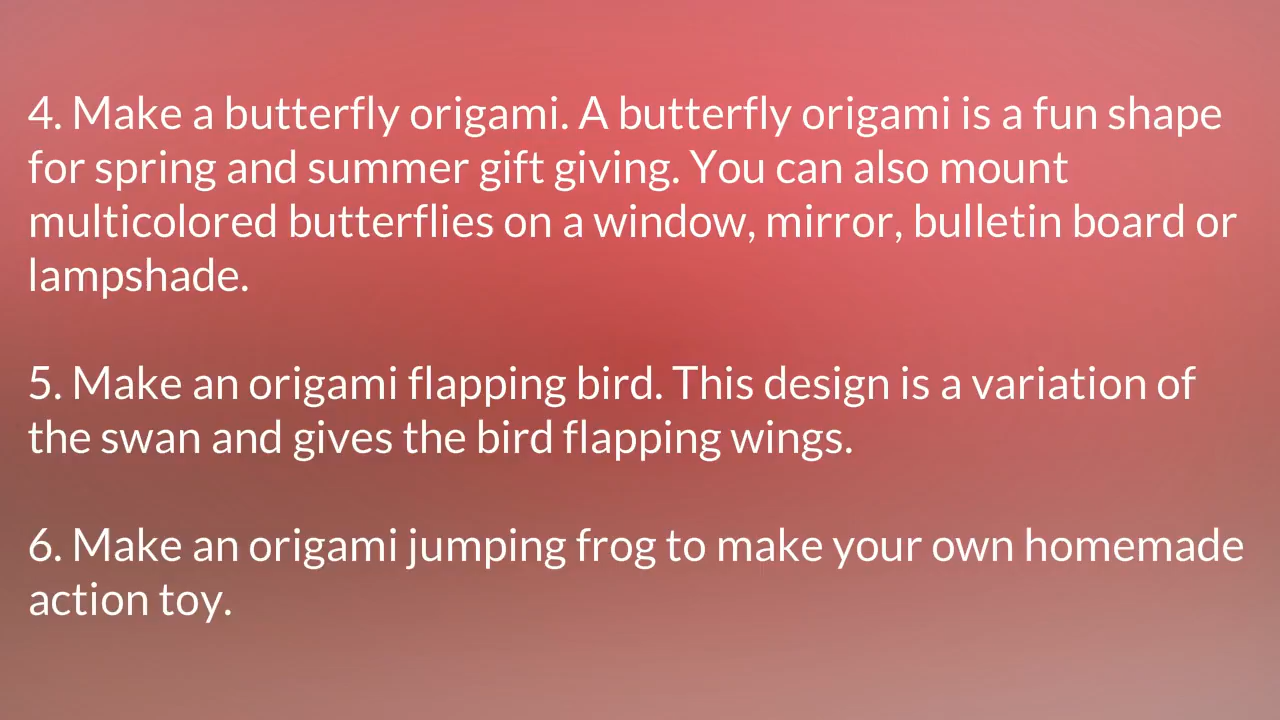 4. Make a butterfly origami. A butterfly origami is a fun shape
for spring and summer gift giving. You can also mount
multicolored butterflies on a window, mirror, bulletin board or
lampshade.
5. Make an origami flapping bird. This design is a variation of
the swan and gives the bird flapping wings.
6. Make an origami jumping frog to make your own homemade
action toy.